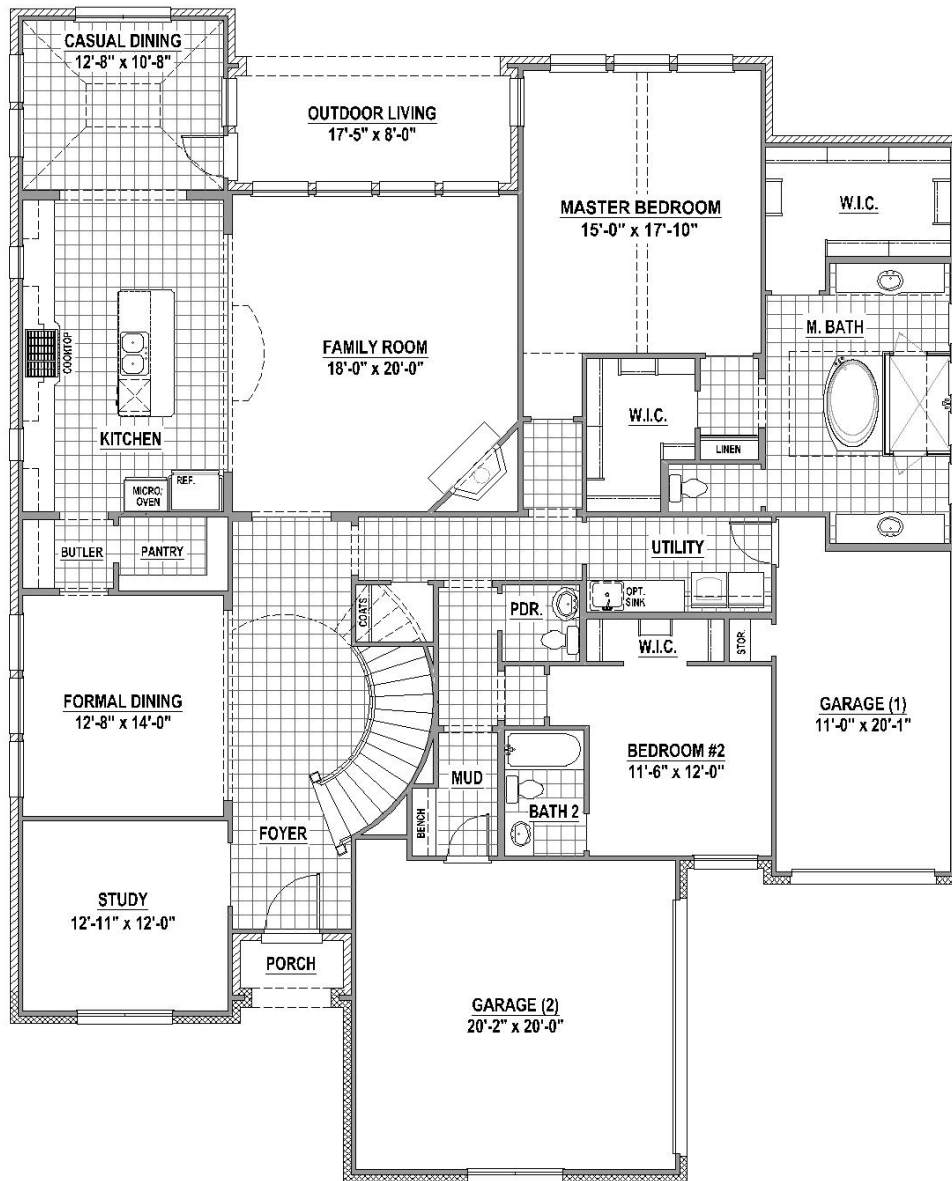 CASUAL DINING
12'-8" x 10'-8"
OUTDOOR LIVING
17'-5" x 8'-0"
MASTER BEDROOM
15'-0" x 17'-10"
W.I.C.
M. BATH
FAMILY ROOM
18'-0" x 20'-0"
COOKTOP
KITCHEN
W.I.C.
LINEN
MICRO/
OVEN
REF.
BUTLER
PANTRY
UTILITY
OPT.
SINK
COATS
PDR.
W.I.C.
STOR.
FORMAL DINING
12'-8" x 14'-0"
GARAGE (1)
11'-0" x 20'-1"
BEDROOM #2
11'-6" x 12'-0"
MUD
BENCH
BATH 2
FOYER
STUDY
12'-11" x 12'-0"
PORCH
GARAGE (2)
20'-2" x 20'-0"